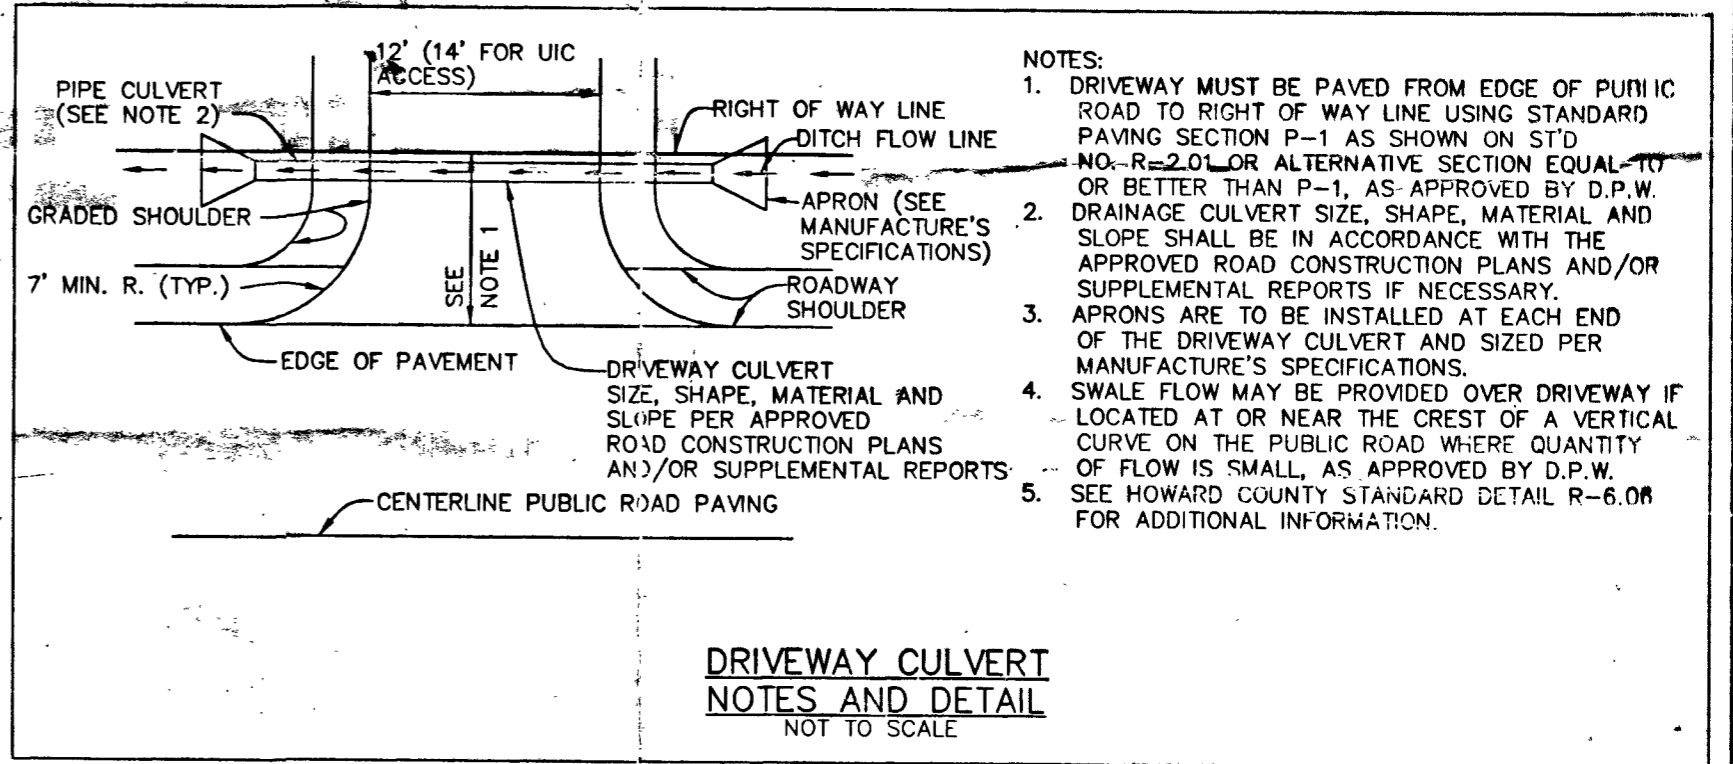 12' (14' FOR UIC
ACCESS)
PIPE CULVERT
(SEE NOTE 2)
RIGHT OF WAY LINE
DITCH FLOW LINE
GRADED SHOULDER
APRON (SEE
MANUFACTURE'S
SPECIFICATIONS)
7' MIN. R. (TYP.)
SEE
NOTE 1
ROADWAY
SHOULDER
EDGE OF PAVEMENT
DRIVEWAY CULVERT
SIZE, SHAPE, MATERIAL AND
SLOPE PER APPROVED
ROAD CONSTRUCTION PLANS
AND/OR SUPPLEMENTAL REPORTS
CENTERLINE PUBLIC ROAD PAVING
NOTES:
1. DRIVEWAY MUST BE PAVED FROM EDGE OF PUBLIC
ROAD TO RIGHT OF WAY LINE USING STANDARD
PAVING SECTION P-1 AS SHOWN ON ST'D
NO. R-2.01 OR ALTERNATIVE SECTION EQUAL TO
OR BETTER THAN P-1, AS APPROVED BY D.P.W.
2. DRAINAGE CULVERT SIZE, SHAPE, MATERIAL AND
SLOPE SHALL BE IN ACCORDANCE WITH THE
APPROVED ROAD CONSTRUCTION PLANS AND/OR
SUPPLEMENTAL REPORTS IF NECESSARY.
3. APRONS ARE TO BE INSTALLED AT EACH END
OF THE DRIVEWAY CULVERT AND SIZED PER
MANUFACTURE'S SPECIFICATIONS.
4. SWALE FLOW MAY BE PROVIDED OVER DRIVEWAY IF
LOCATED AT OR NEAR THE CREST OF A VERTICAL
CURVE ON THE PUBLIC ROAD WHERE QUANTITY
OF FLOW IS SMALL, AS APPROVED BY D.P.W.
5. SEE HOWARD COUNTY STANDARD DETAIL
FOR ADDITIONAL INFORMATION.
DRIVEWAY CULVERT
NOTES AND DETAIL
NOT TO SCALE